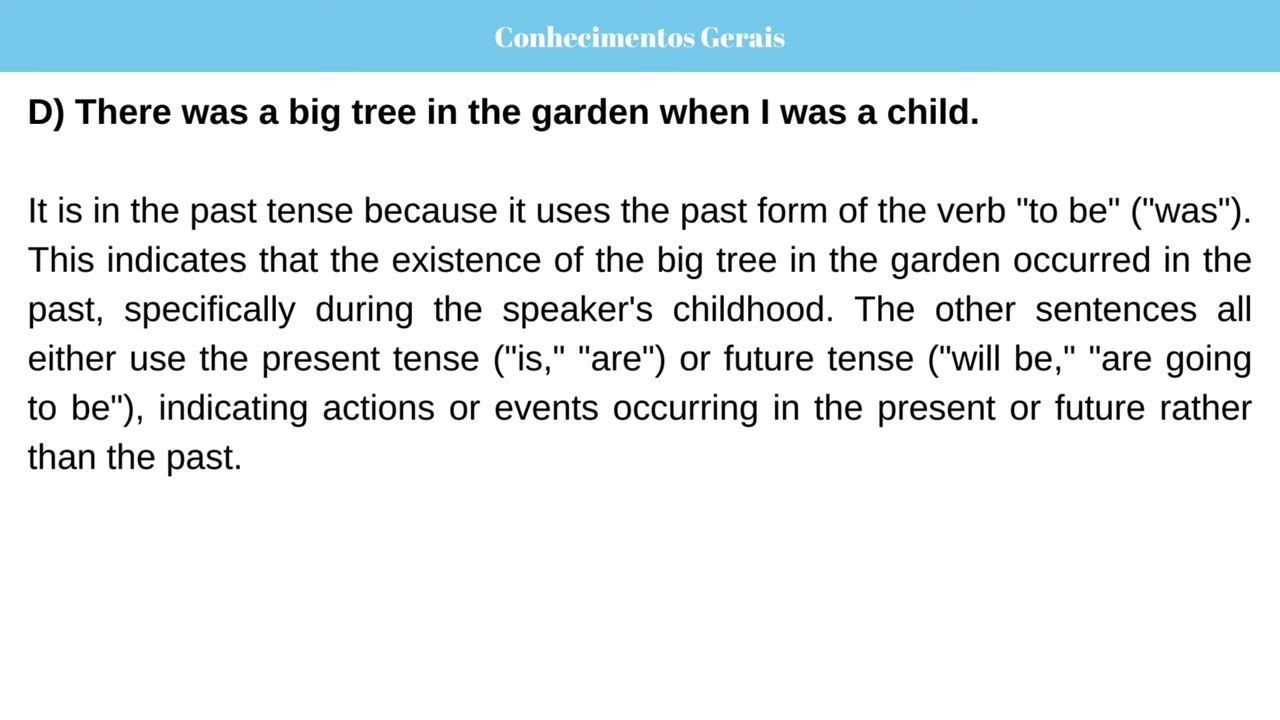 Conhecimentos Gerais
D) There was a big tree in the garden when I was a child.
It is in the past tense because it uses the past form of the verb "to be" ("was").
This indicates that the existence of the big tree in the garden occurred in the
past, specifically during the speaker's childhood. The other sentences all
either use the present tense ("is," "are") or future tense ("will be," "are going
to be"), indicating actions or events occurring in the present or future rather
than the past.